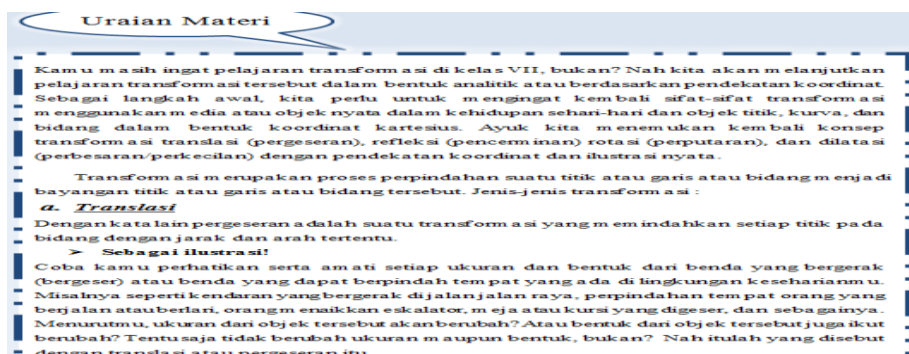 Uraian Materi
Kamu masih ingat pelajaran transformasi di kelas VII, bukan? Nah kita akan melanjutkan
pelajaran transformasi tersebut dalam bentuk analitik atau berdasarkan pendekatan koordinat.
Sebagai langkah awal, kita perlu untuk mengingat kembali sifat-sifat transformasi
menggunakan media atau objek nyata dalam kehidupan sehari-hari dan objek titik, kurva, dan
bidang dalam bentuk koordinat kartesius. Ayuk kita menemukan kembali konsep
transformasi translasi (pergeseran), refleksi (pencerminan) rotasi (perputaran), dan dilatasi
(perbesaran/perkecilan) dengan pendekatan koordinat dan ilustrasi nyata.
Transformasi merupakan proses perpindahan suatu titik atau garis atau bidang menjadi
bayangan titik atau garis atau bidang tersebut. Jenis-jenis transformasi :
a. Translasi
Dengan kata lain pergeseran adalah suatu transformasi yang memindahkan setiap titik pada
bidang dengan jarak dan arah tertentu.
➤ Sebagai ilustrasi!
Coba kamu perhatikan serta amati setiap ukuran dan bentuk dari benda yang bergerak
(bergeser) atau benda yang dapat berpindah tempat yang ada di lingkungan keseharianmu.
Misalnya seperti kendaran yang bergerak di jalan jalan raya, perpindahan tempat orang yang
berjalan atau berlari, orang menaikkan eskalator, meja atau kursi yang digeser, dan sebagainya.
Menurutmu, ukuran dari objek tersebut akan berubah? Atau bentuk dari objek tersebut juga ikut
berubah? Tentu saja tidak berubah ukuran maupun bentuk, bukan? Nah itulah yang disebut
dengan translasi atau pergeseran itu.